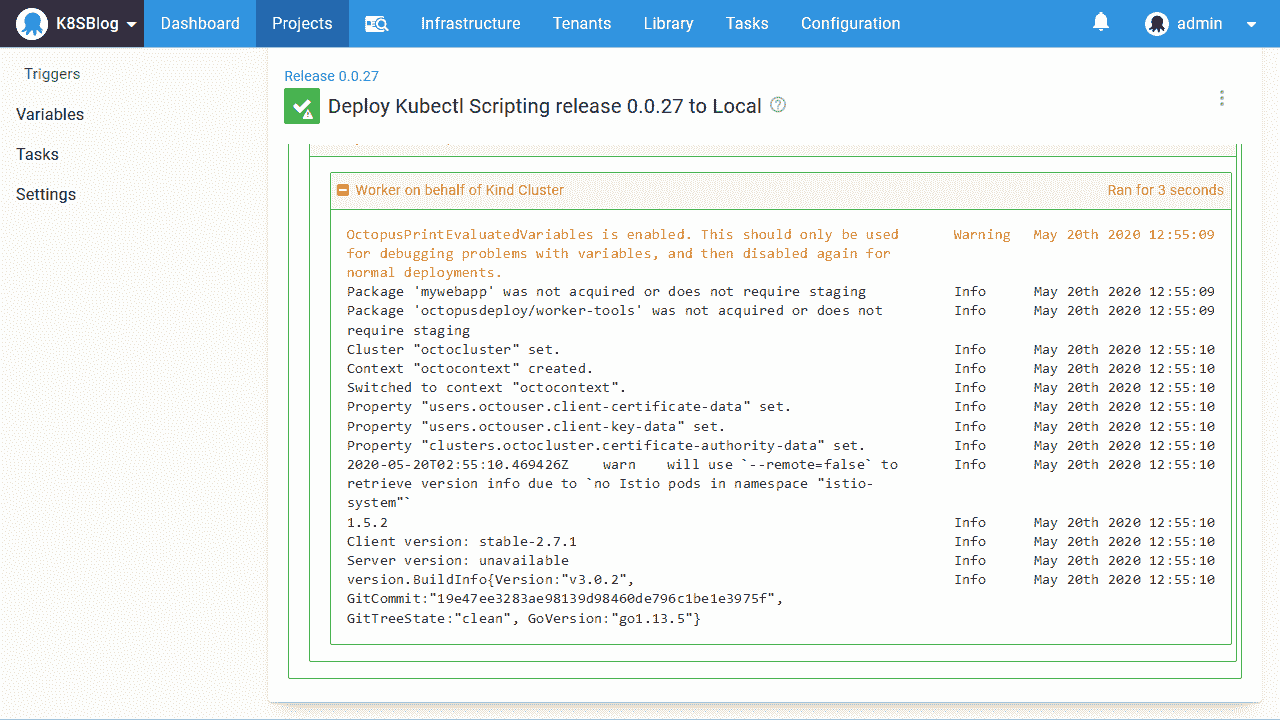 K8SBlog Dashboard Projects Infrastructure Tenants Library Tasks Configuration admin
Triggers
Variables
Tasks
Settings
Release 0.0.27
Deploy Kubectl Scripting release 0.0.27 to Local ?
Worker on behalf of Kind Cluster Ran for 3 seconds
OctopusPrintEvaluatedVariables is enabled. This should only be used Warning May 20th 2020 12:55:09
for debugging problems with variables, and then disabled again for
normal deployments.
Package 'mywebapp' was not acquired or does not require staging Info May 20th 2020 12:55:09
Package 'octopusdeploy/worker-tools' was not acquired or does not Info May 20th 2020 12:55:09
require staging
Cluster "octocluster" set. Info May 20th 2020 12:55:10
Context "octocontext" created. Info May 20th 2020 12:55:10
Switched to context "octocontext". Info May 20th 2020 12:55:10
Property "users.octouser.client-certificate-data" set. Info May 20th 2020 12:55:10
Property "users.octouser.client-key-data" set. Info May 20th 2020 12:55:10
Property "clusters.octocluster.certificate-authority-data" set. Info May 20th 2020 12:55:10
2020-05-20T02:55:10.469426Z warn will use `--remote=false` to Info May 20th 2020 12:55:10
retrieve version info due to `no Istio pods in namespace "istio-
system"`
1.5.2 Info May 20th 2020 12:55:10
Client version: stable-2.7.1 Info May 20th 2020 12:55:10
Server version: unavailable Info May 20th 2020 12:55:10
version.BuildInfo{Version:"v3.0.2", Info May 20th 2020 12:55:10
GitCommit:"19e47ee3283ae98139d98460de796c1be1e3975f",
GitTreeState:"clean", GoVersion:"go1.13.5"}